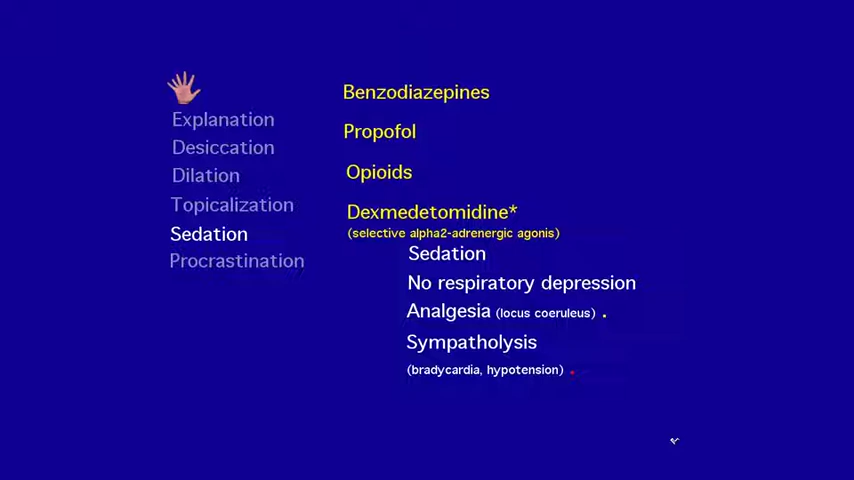 Explanation
Desiccation
Dilation
Topicalization
Sedation
Procrastination
Benzodiazepines
Propofol
Opioids
Dexmedetomidine*
(selective alpha2-adrenergic agonis)
Sedation
No respiratory depression
Analgesia (locus coeruleus) .
Sympatholysis
(bradycardia, hypotension) .